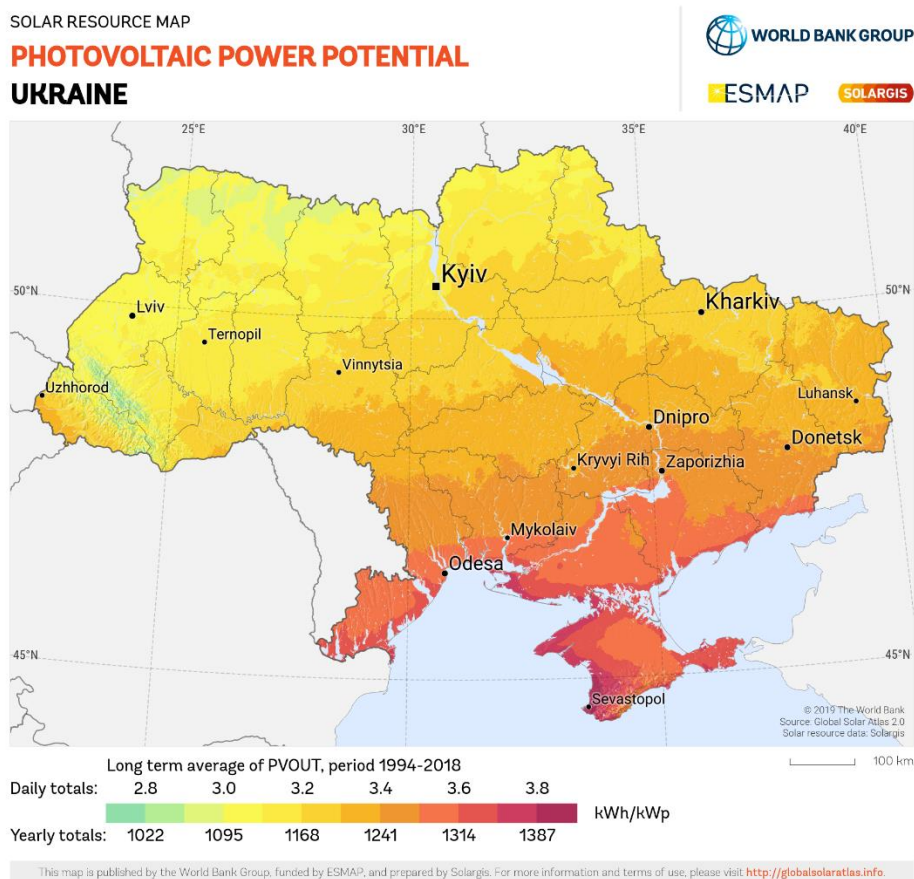 SOLAR RESOURCE MAP
PHOTOVOLTAIC POWER POTENTIAL
UKRAINE
WORLD BANK GROUP
ESMAP
SOLARGIS
25°E 30°E 35°E 40°E
Kyiv
50°N 50°N
Lviv
Kharkiv
Ternopil
Vinnytsia
Uzhhorod
Luhansk
Dnipro
Donetsk
Kryvyi Rih
Zaporizhia
Mykolaiv
Odesa
45°N 45°N
Sevastopol
© 2019 The World Bank
Source: Global Solar Atlas 2.0
Solar resource data: Solargis
100 km
Long term average of PVOUT, period 1994-2018
Daily totals: 2.8 3.0 3.2 3.4 3.6 3.8
kWh/kWp
Yearly totals: 1022 1095 1168 1241 1314 1387
This map is published by the World Bank Group, funded by ESMAP, and prepared by Solargis. For more information and terms of use, please visit http://globalsolaratlas.info.